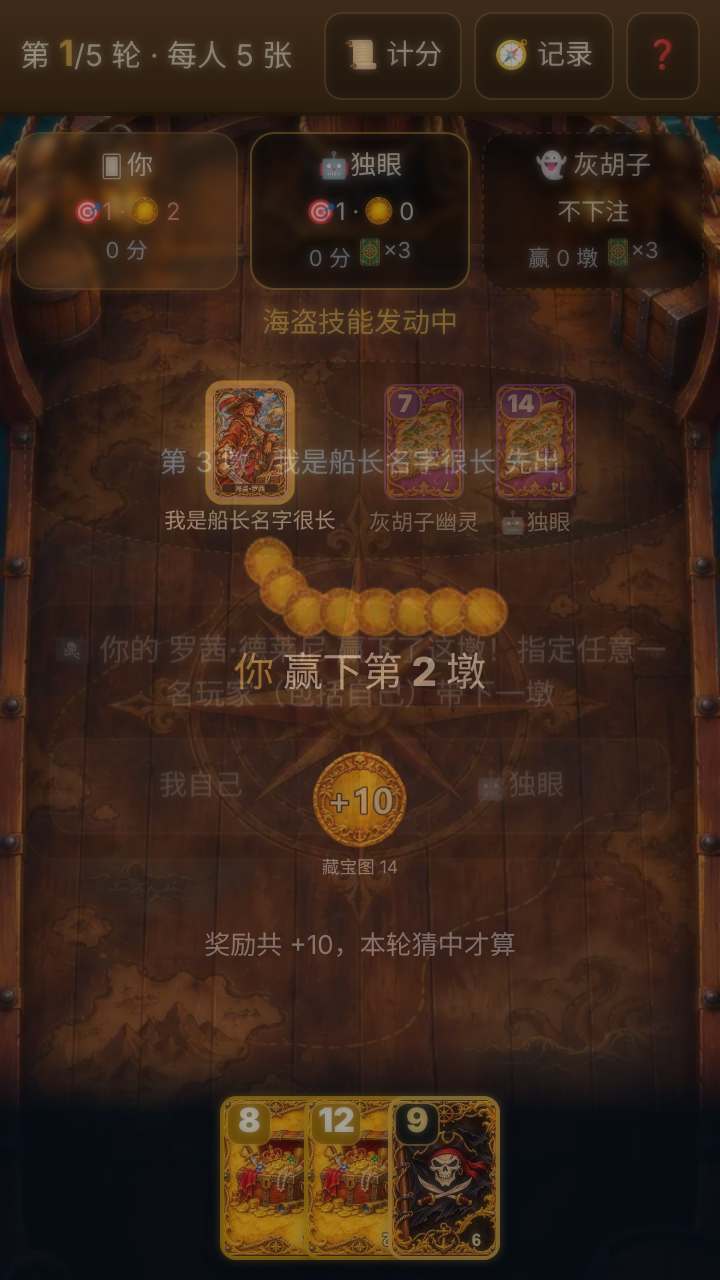 第 1/5 轮 · 每人 5 张
计分
记录
?
你
1 · 2
0 分
独眼
1 · 0
0 分 ×3
灰胡子
不下注
赢 0 墩 ×3
海盗技能发动中
7
14
第 3 我是船长名字很长 先出
我是船长名字很长
灰胡子幽灵
独眼
你的 罗茜·德 这墩！指定任意一
名玩家（包括自己）带下一墩
你 赢下第 2 墩
我自己
独眼
+10
藏宝图 14
奖励共 +10，本轮猜中才算
8
12
9
6